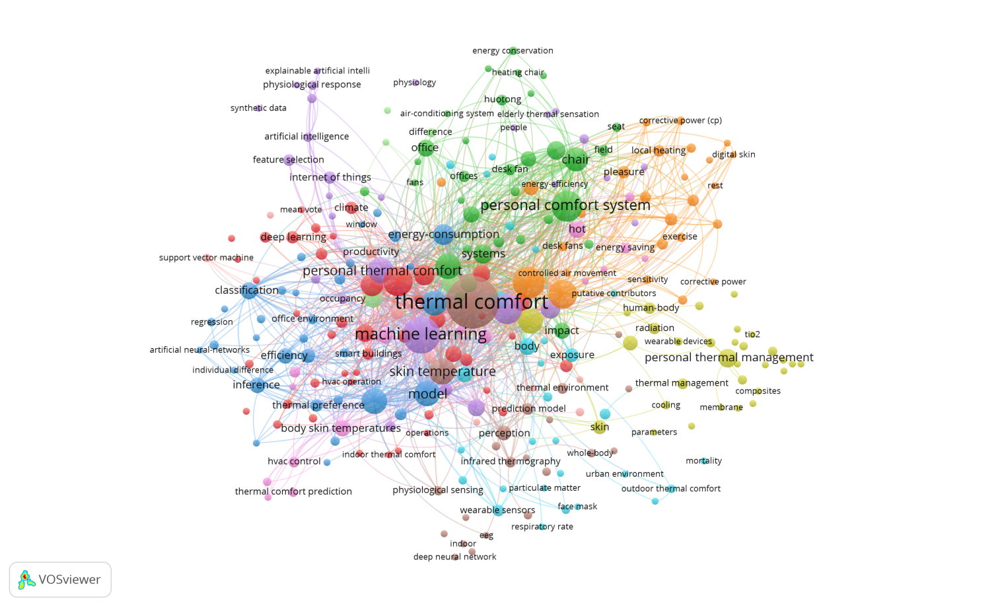 energy conservation
explainable artificial intelli
heating chair
physiological response
physiology
huotong
synthetic data
air-conditioning system
elderly thermal sensation
corrective power (cp)
people
seat
difference
artificial intelligence
office
field
local heating
digital skin
feature selection
chair
desk fan
pleasure
internet of things
offices
fans
energy-efficiency
rest
personal comfort system
mean vote
climate
window
hot
energy-consumption
deep learning
exercise
desk fans
energy saving
productivity
systems
support vector machine
personal thermal comfort
controlled air movement
sensitivity
corrective power
classification
putative contributors
occupancy
thermal comfort
human-body
office environment
regression
radiation
impact
machine learning
tio2
wearable devices
body
artificial neural-networks
smart buildings
efficiency
exposure
personal thermal management
individual difference
skin temperature
hvac operation
inference
thermal environment
thermal management
composites
model
thermal preference
prediction model
cooling
membrane
body skin temperatures
skin
operations
perception
parameters
indoor thermal comfort
whole-body
hvac control
infrared thermography
mortality
urban environment
thermal comfort prediction
physiological sensing
particulate matter
outdoor thermal comfort
wearable sensors
face mask
respiratory rate
eeg
indoor
deep neural network
VOSviewer